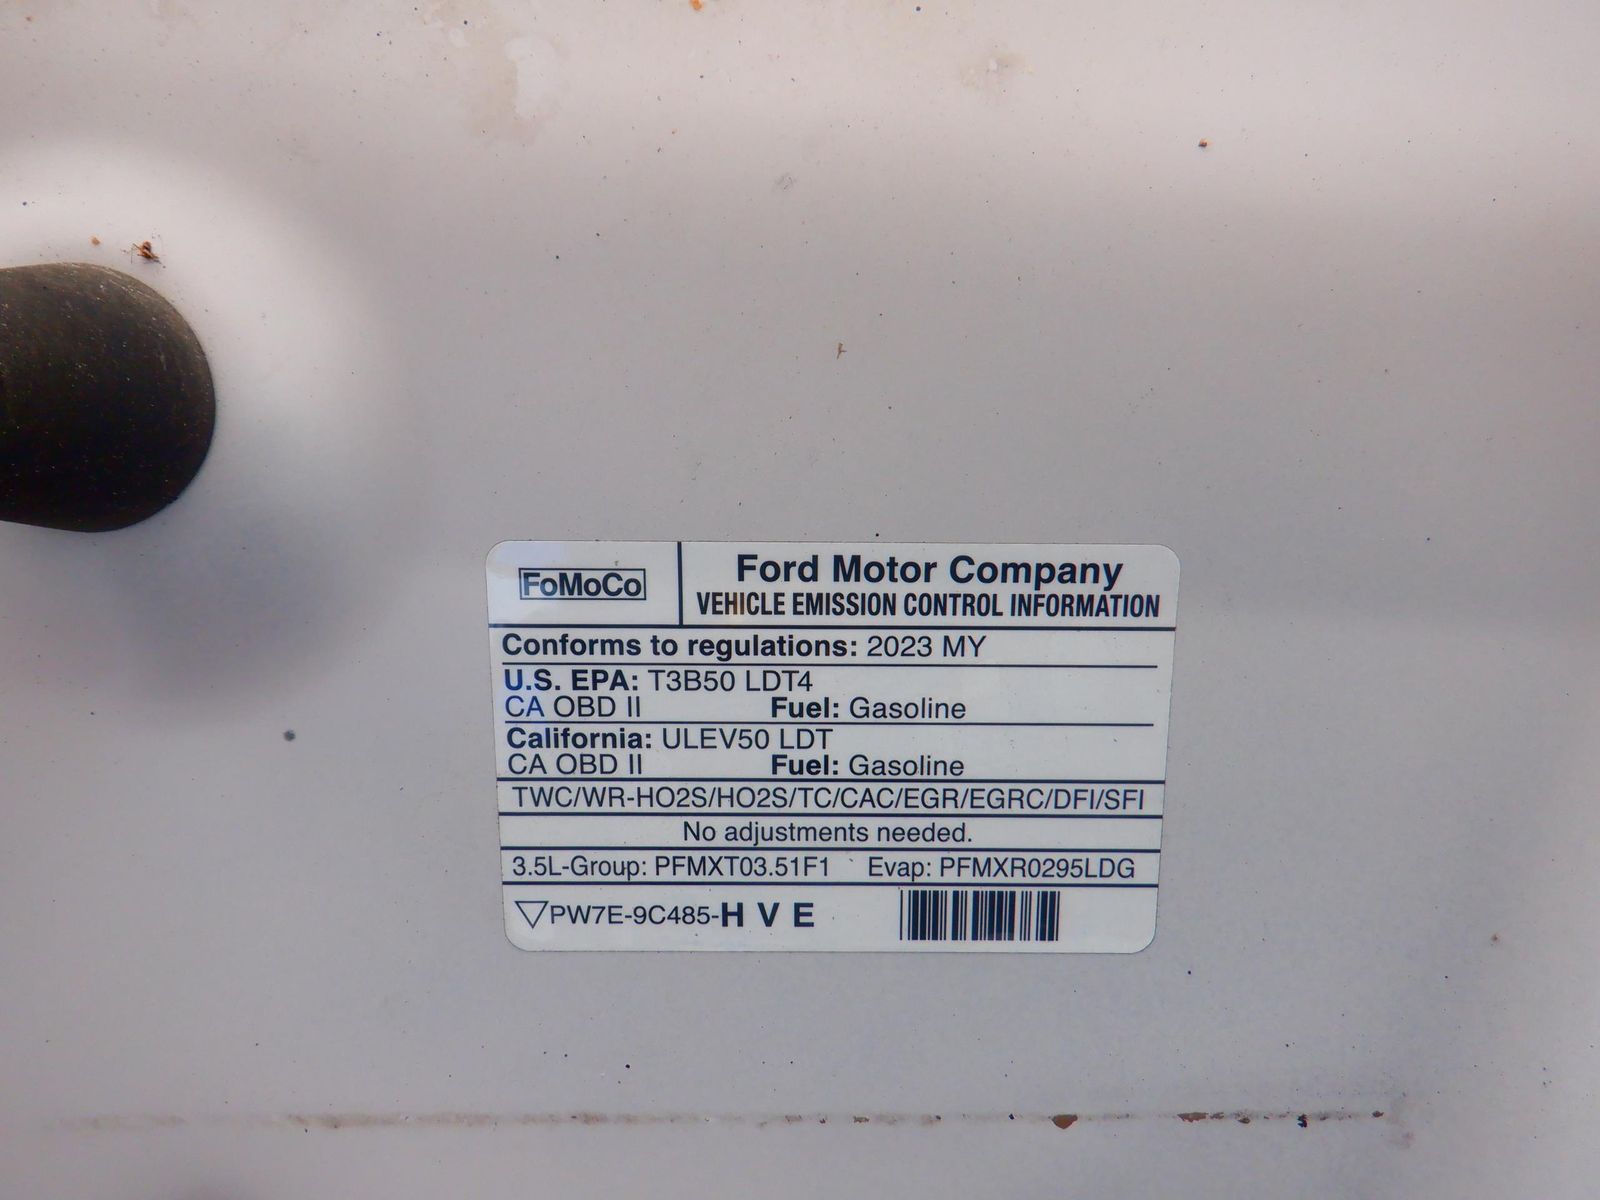 FoMoCo
Ford Motor Company
VEHICLE EMISSION CONTROL INFORMATION
Conforms to regulations: 2023 MY
U.S. EPA: T3B50 LDT4
CA OBD II Fuel: Gasoline
California: ULEV50 LDT
CA OBD II Fuel: Gasoline
TWC/WR-HO2S/HO2S/TC/CAC/EGR/EGRC/DFI/SFI
No adjustments needed.
3.5L-Group: PFMXT03.51F1 Evap: PFMXR0295LDG
PW7E-9C485-H V E